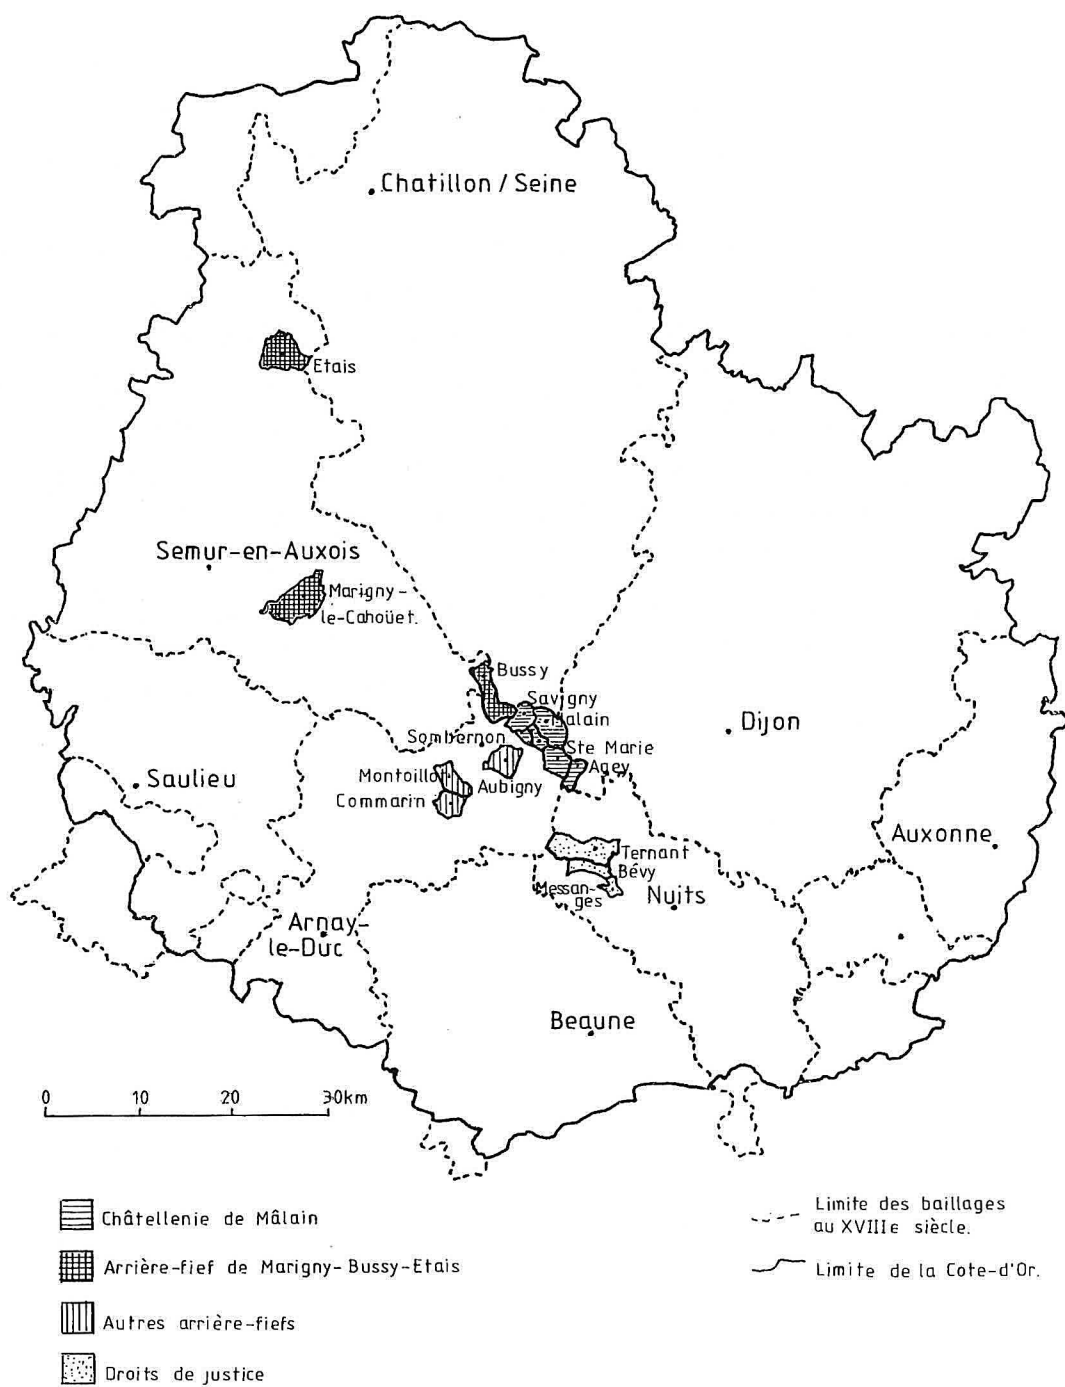 Chatillon / Seine
Etais
Semur-en-Auxois
Marigny-
le-Cahoüet.
Bussy
Savigny
Malain
Sombernon
Ste Marie
Agey
Dijon
Montoillot
Aubigny
Commarin
Saulieu
Auxonne
Ternant
Bévy
Messan-
ges
Nuits
Arnay-
le-Duc
Beaune
0 10 20 30km
Châtellenie de Mâlain
Arrière-fief de Marigny-Bussy-Etais
Autres arrière-fiefs
Droits de justice
Limite des baillages
au XVIIIe siècle.
Limite de la Cote-d'Or.